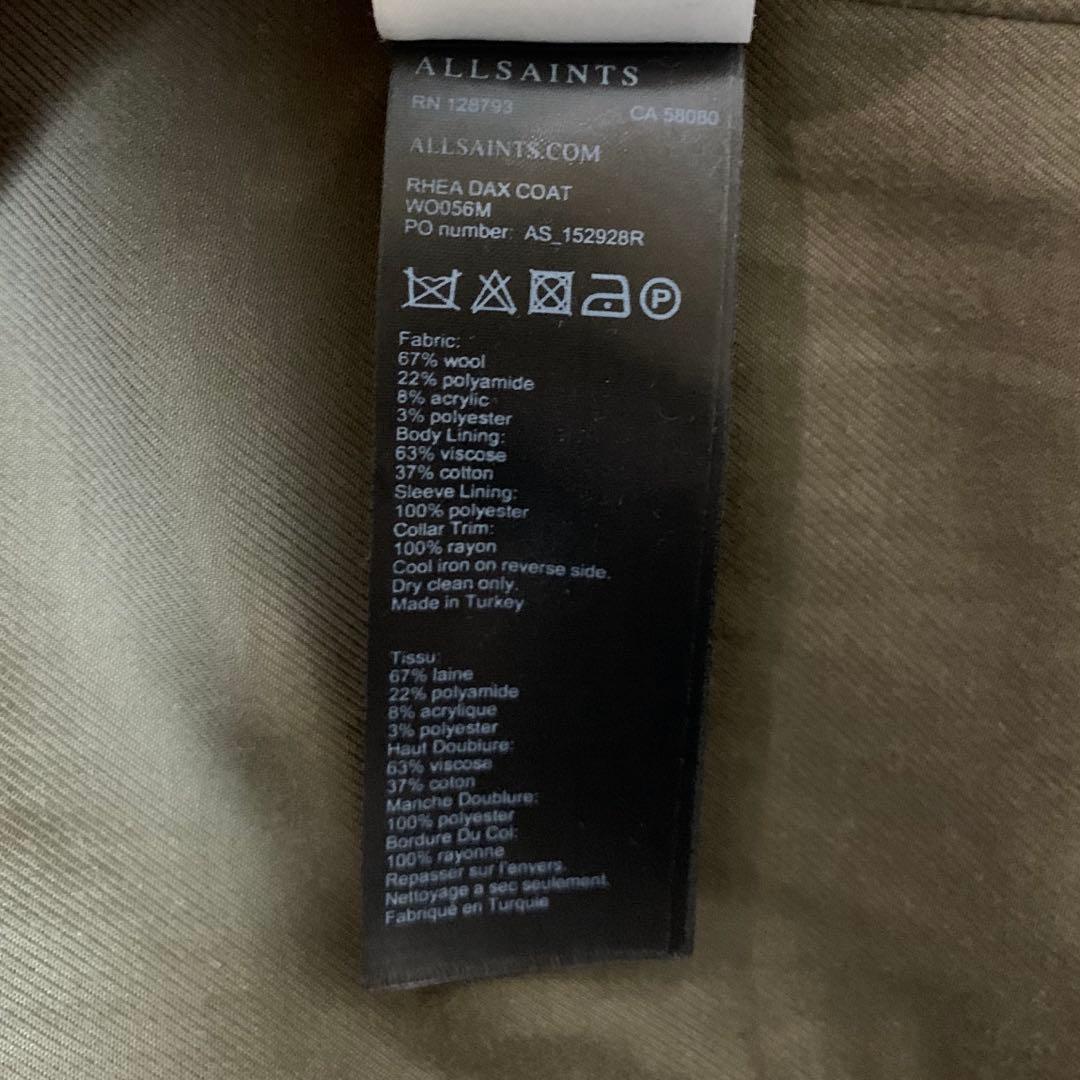 ALLSAINTS
RN 128793 CA 58080
ALLSAINTS.COM
RHEA DAX COAT
WO056M
PO number: AS_152928R
P
Fabric:
67% wool
22% polyamide
8% acrylic
3% polyester
Body Lining:
63% viscose
37% cotton
Sleeve Lining:
100% polyester
Collar Trim:
100% rayon
Cool iron on reverse side.
Dry clean only.
Made in Turkey
Tissu:
67% laine
22% polyamide
8% acrylique
3% polyester
Haut Doublure:
63% viscose
37% coton
Manche Doublure:
100% polyester
Bordure Du Col:
100% rayonne
Repasser sur l'envers.
Nettoyage a sec seulement
Fabriqué en Turquie